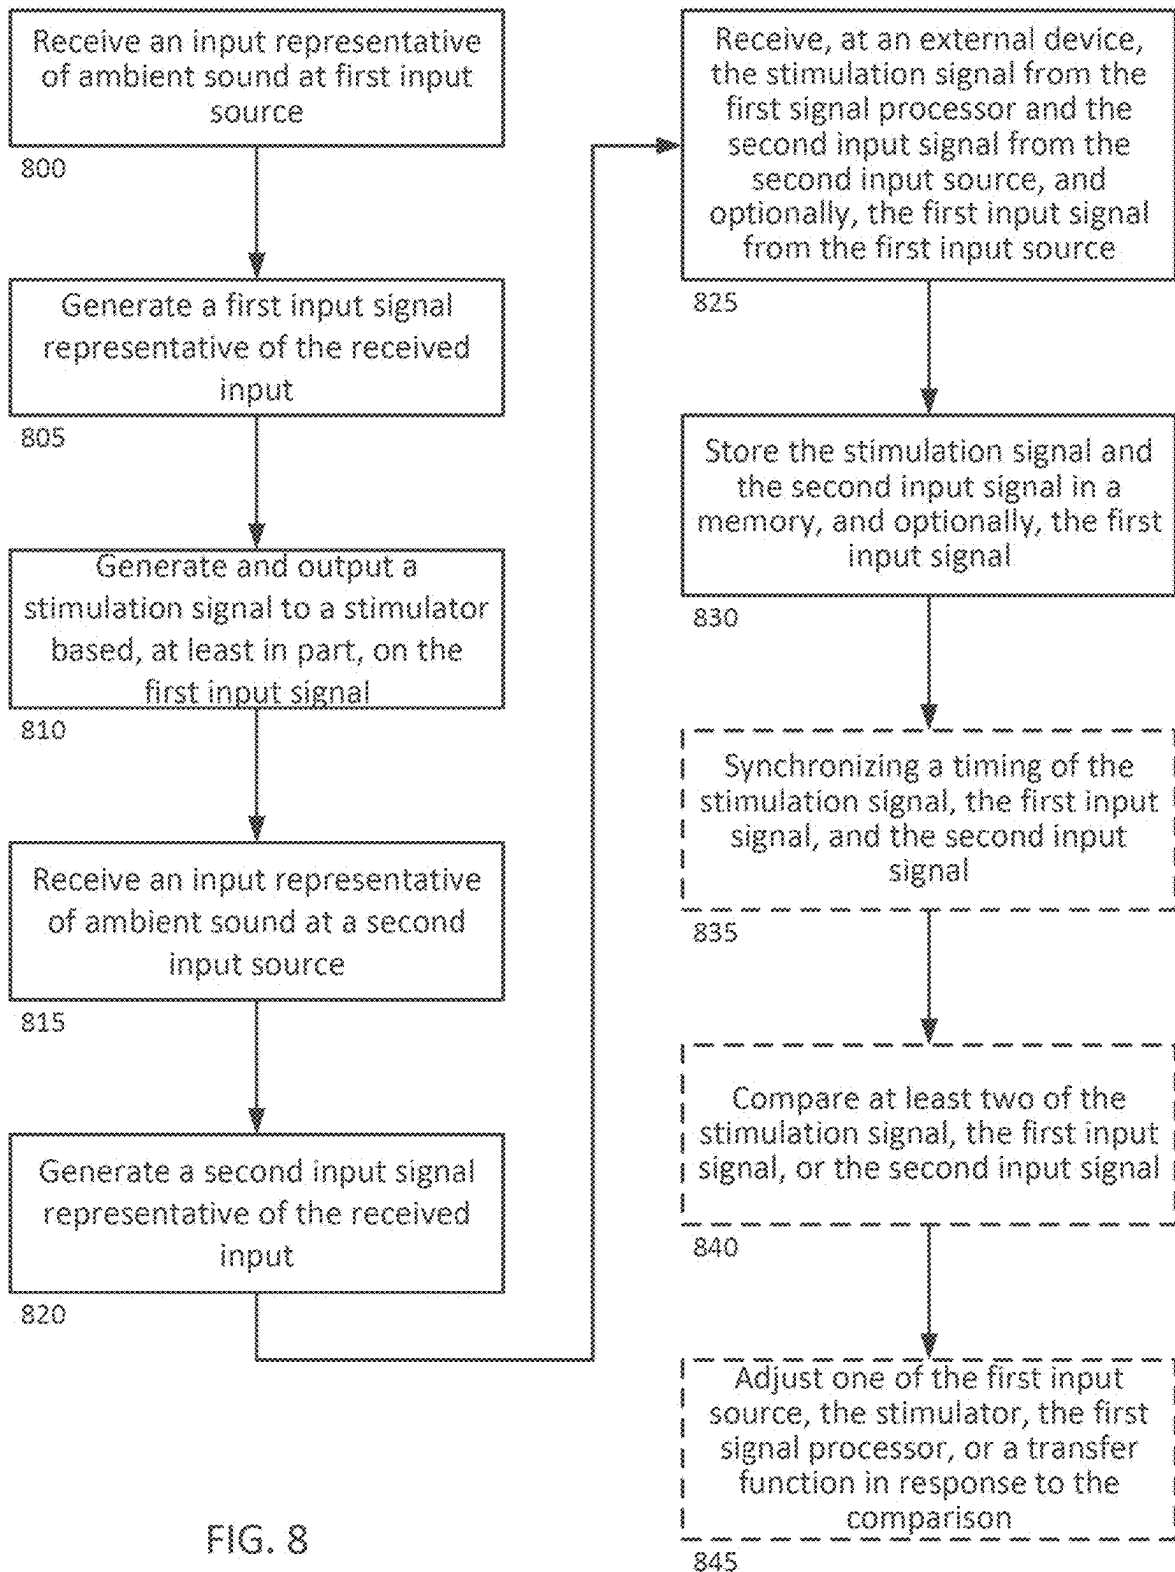 Receive an input representative
of ambient sound at first input
source
800
Generate a first input signal
representative of the received
input
805
Generate and output a
stimulation signal to a stimulator
based, at least in part, on the
first input signal
810
Receive an input representative
of ambient sound at a second
input source
815
Generate a second input signal
representative of the received
input
820
Receive, at an external device,
the stimulation signal from the
first signal processor and the
second input signal from the
second input source, and
optionally, the first input signal
from the first input source
825
Store the stimulation signal and
the second input signal in a
memory, and optionally, the first
input signal
830
Synchronizing a timing of the
stimulation signal, the first input
signal, and the second input
signal
835
Compare at least two of the
stimulation signal, the first input
signal, or the second input signal
840
Adjust one of the first input
source, the stimulator, the first
signal processor, or a transfer
function in response to the
comparison
845
FIG. 8